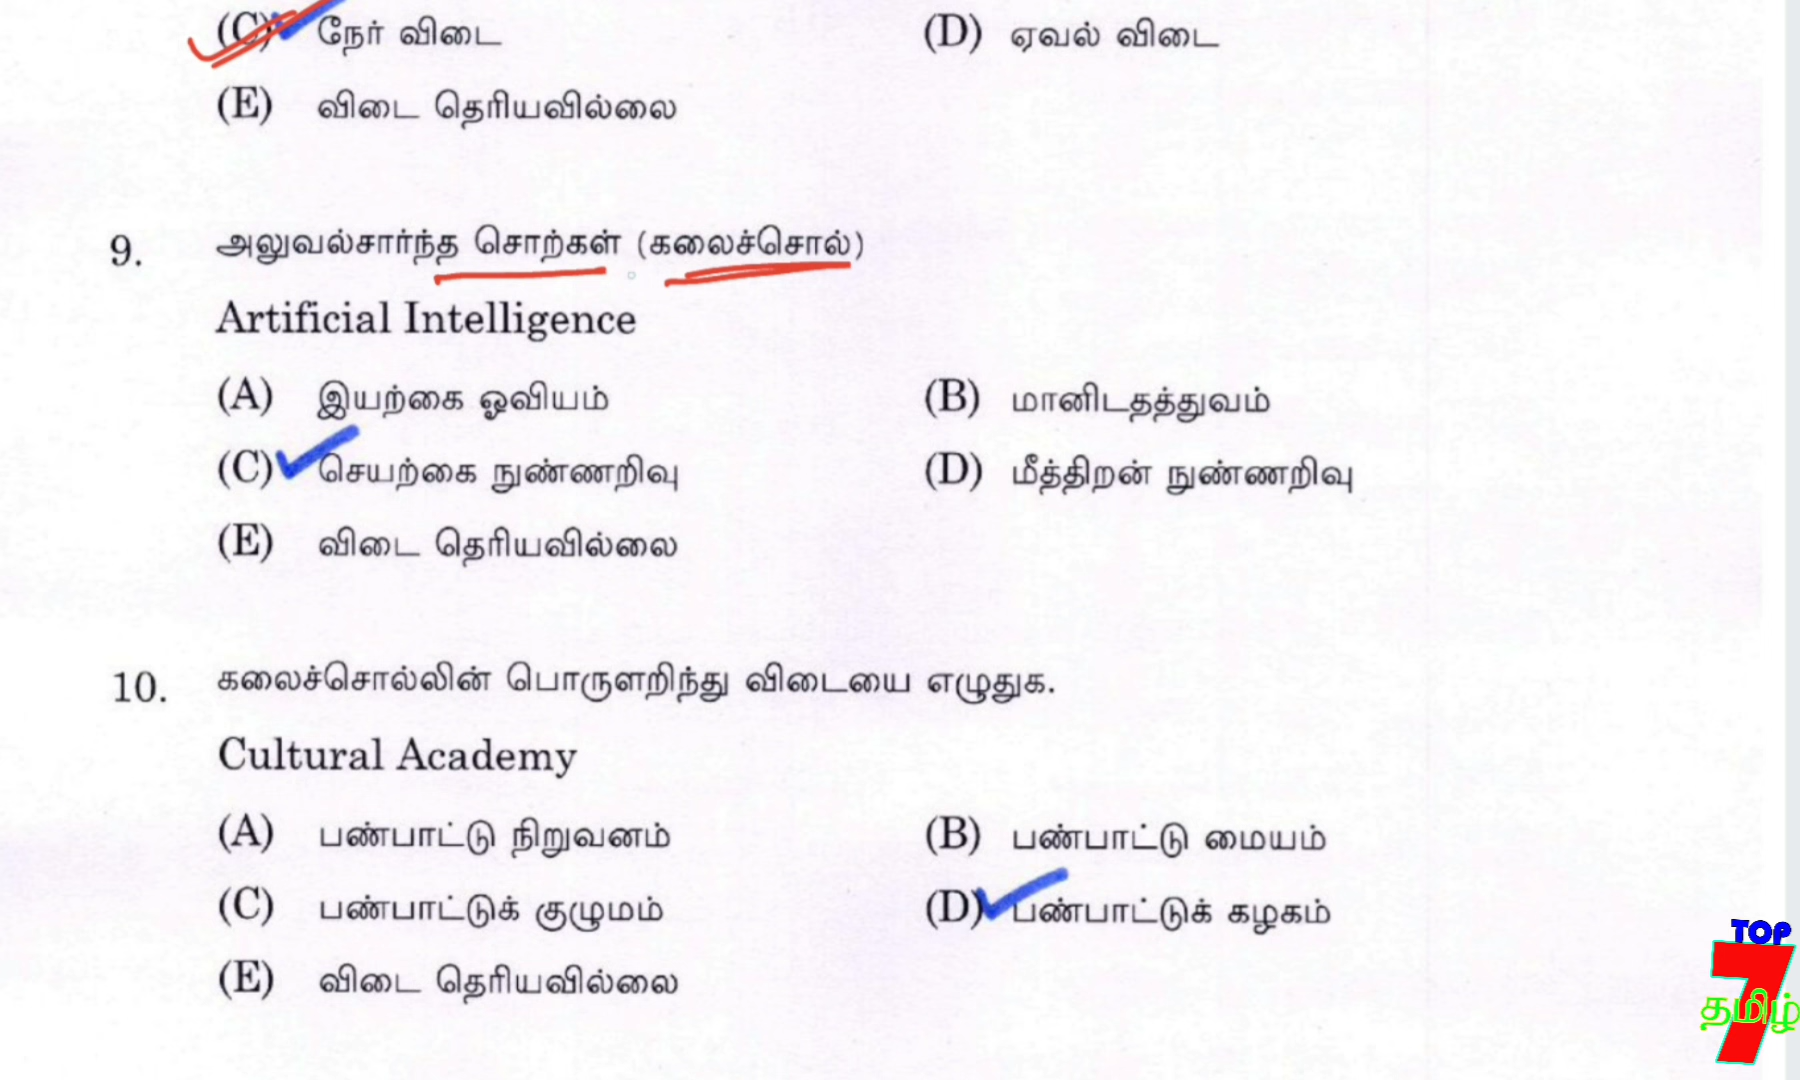 (C) நேர் விடை (D) ஏவல் விடை
(E) விடை தெரியவில்லை
9. அலுவல்சார்ந்த சொற்கள் (கலைச்சொல்)
Artificial Intelligence
(A) இயற்கை ஓவியம் (B) மானிடதத்துவம்
(C) செயற்கை நுண்ணறிவு (D) மீத்திறன் நுண்ணறிவு
(E) விடை தெரியவில்லை
10. கலைச்சொல்லின் பொருளறிந்து விடையை எழுதுக.
Cultural Academy
(A) பண்பாட்டு நிறுவனம் (B) பண்பாட்டு மையம்
(C) பண்பாட்டுக் குழுமம் (D) பண்பாட்டுக் கழகம்
(E) விடை தெரியவில்லை
TOP
7
தமிழ்